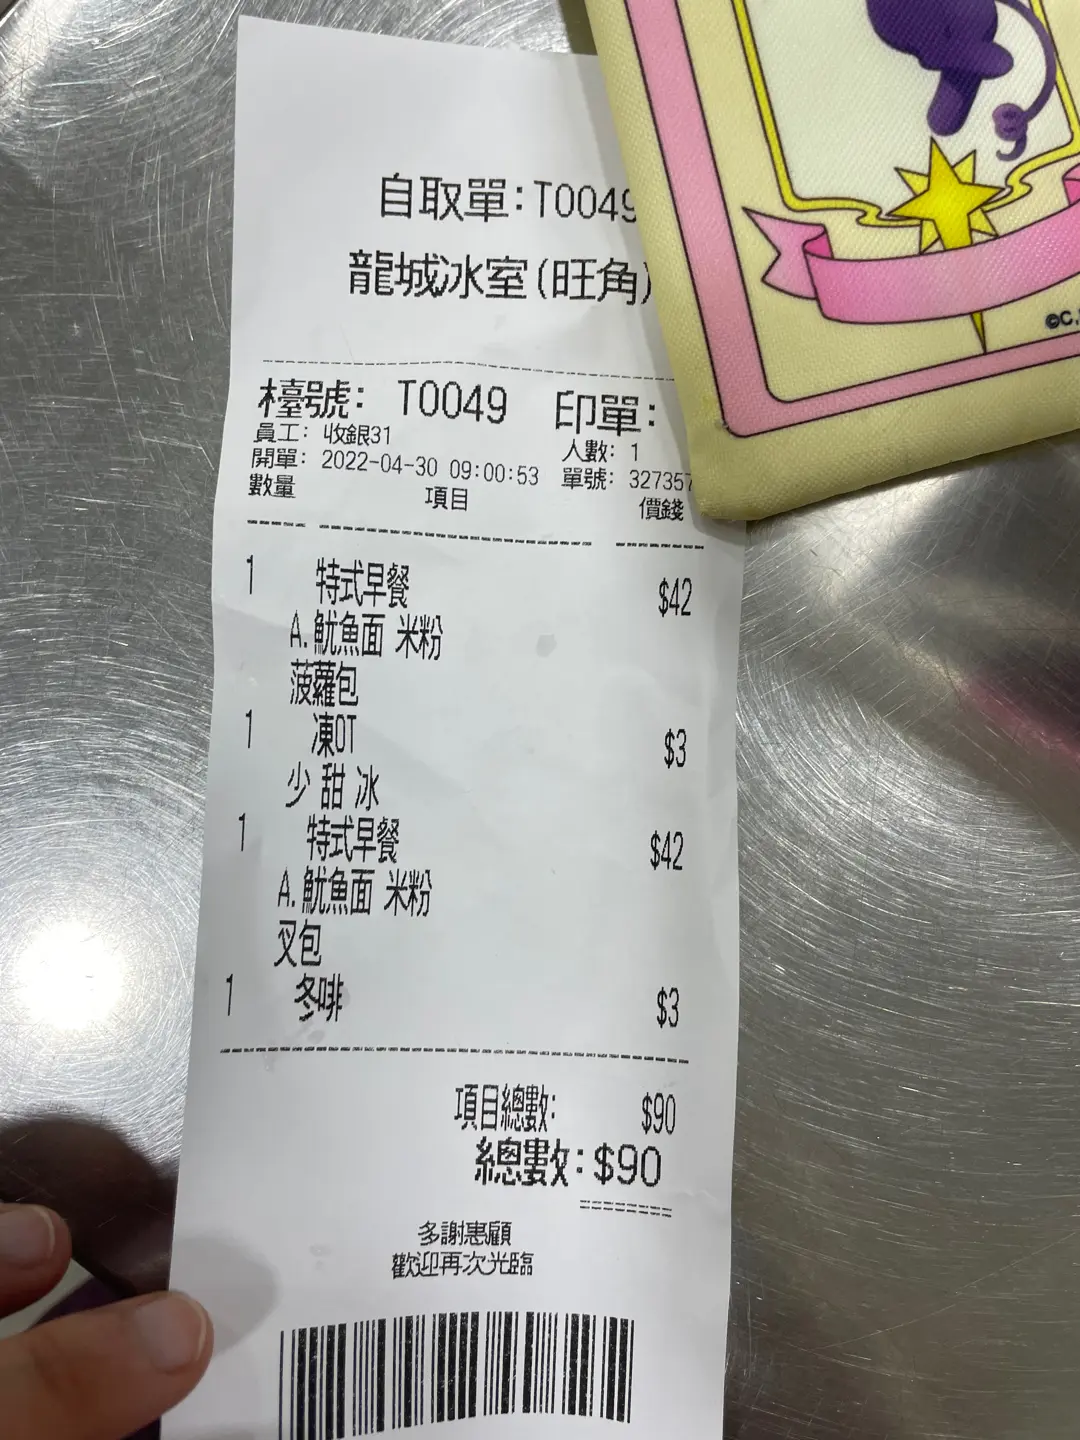 自取單:T0049
龍城冰室(旺角)
檯號: T0049 印單:
員工: 收銀31 人數: 1
開單: 2022-04-30 09:00:53 單號: 327357
數量 項目 價錢
1 特式早餐 $42
A.魷魚面 米粉
菠蘿包
1 凍OT $3
少 甜 冰
1 特式早餐 $42
A.魷魚面 米粉
叉包
1 冬啡 $3
項目總數: $90
總數:$90
多謝惠顧
歡迎再次光臨
©C,